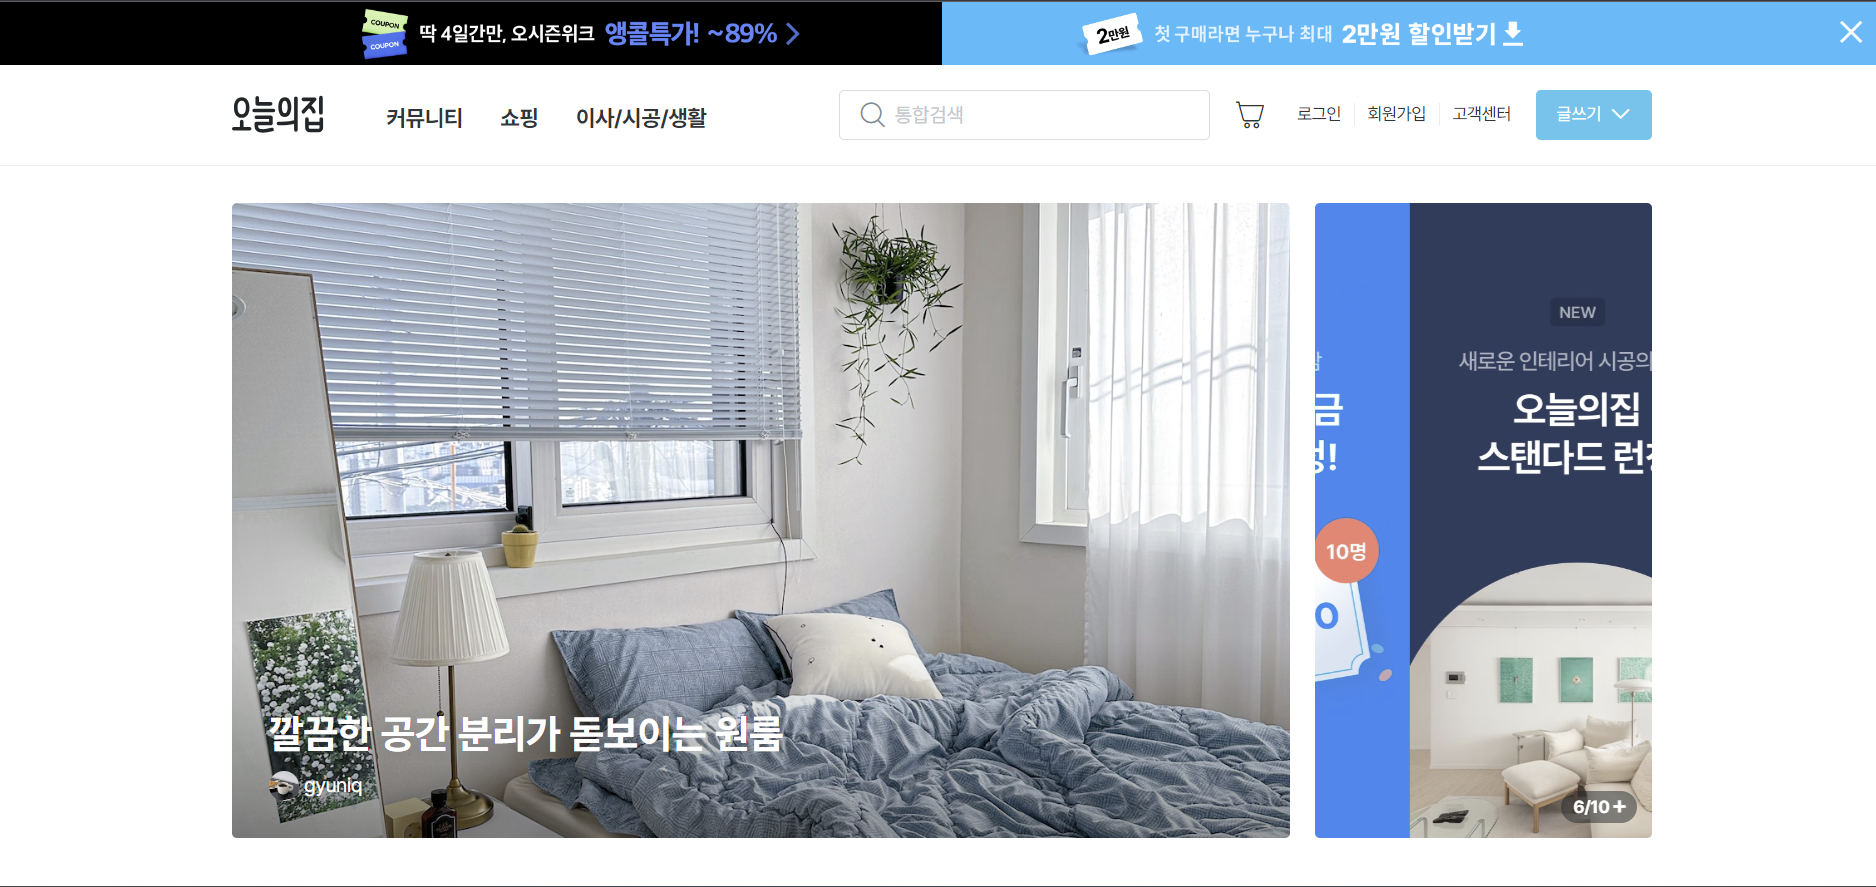 COUPON
COUPON
딱 4일간만, 오시즌위크 앵콜특가! ~89%
2만원
첫 구매라면 누구나 최대 2만원 할인받기
오늘의집
커뮤니티 쇼핑 이사/시공/생활
통합검색
로그인 회원가입 고객센터
글쓰기
깔끔한 공간 분리가 돋보이는 원룸
gyuniq
금
!
10명
0
NEW
새로운 인테리어 시공의
오늘의집
스탠다드
6/10+